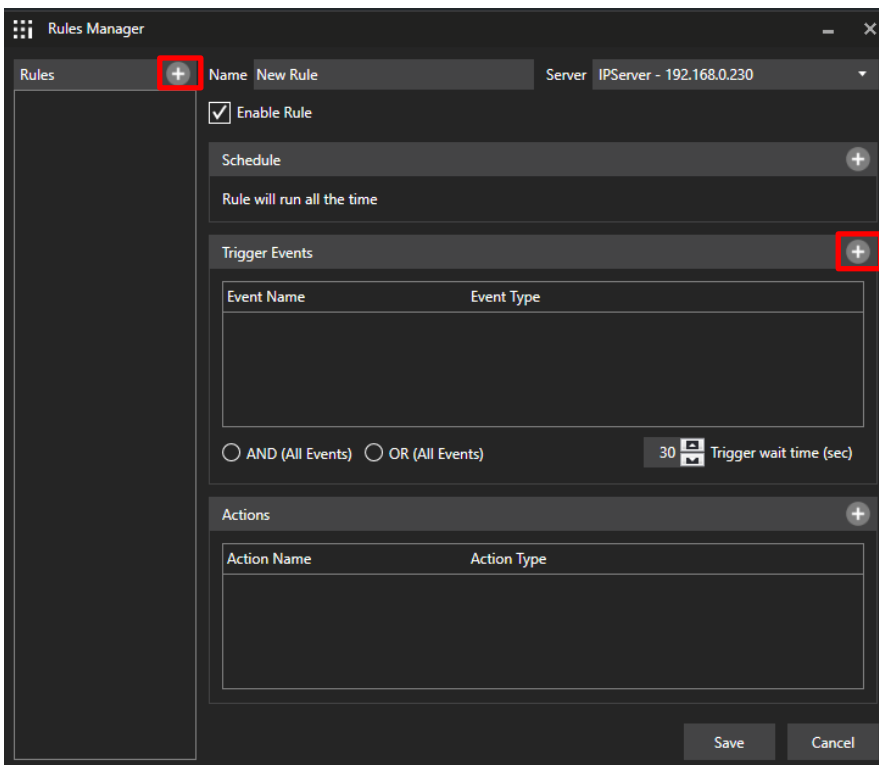 Rules Manager
Rules
Name New Rule Server IPServer - 192.168.0.230
Enable Rule
Schedule
Rule will run all the time
Trigger Events
Event Name Event Type
AND (All Events) OR (All Events) 30 Trigger wait time (sec)
Actions
Action Name Action Type
Save Cancel